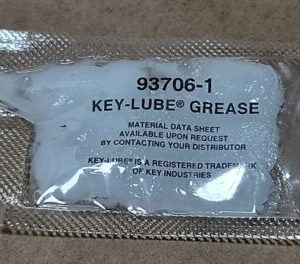 93706-1
KEY-LUBE® GREASE
MATERIAL DATA SHEET
AVAILABLE UPON REQUEST
BY CONTACTING YOUR DISTRIBUTOR
KEY-LUBE® IS A REGISTERED TRADEMARK
OF KEY INDUSTRIES